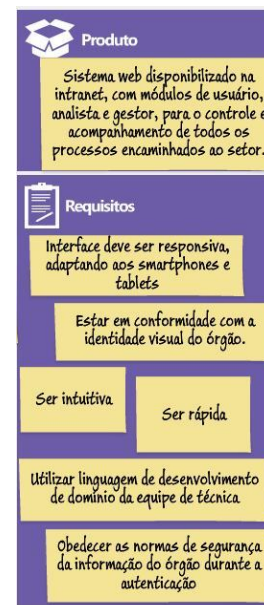 Produto
Sistema web disponibilizado na
intranet, com módulos de usuário,
analista e gestor, para o controle e
acompanhamento de todos os
processos encaminhados ao setor.
Requisitos
Interface deve ser responsiva,
adaptando aos smartphones e
tablets
Estar em conformidade com a
identidade visual do órgão.
Ser intuitiva
Ser rápida
Utilizar linguagem de desenvolvimento
de domínio da equipe de técnica
Obedecer as normas de segurança
da informação do órgão durante a
autenticação